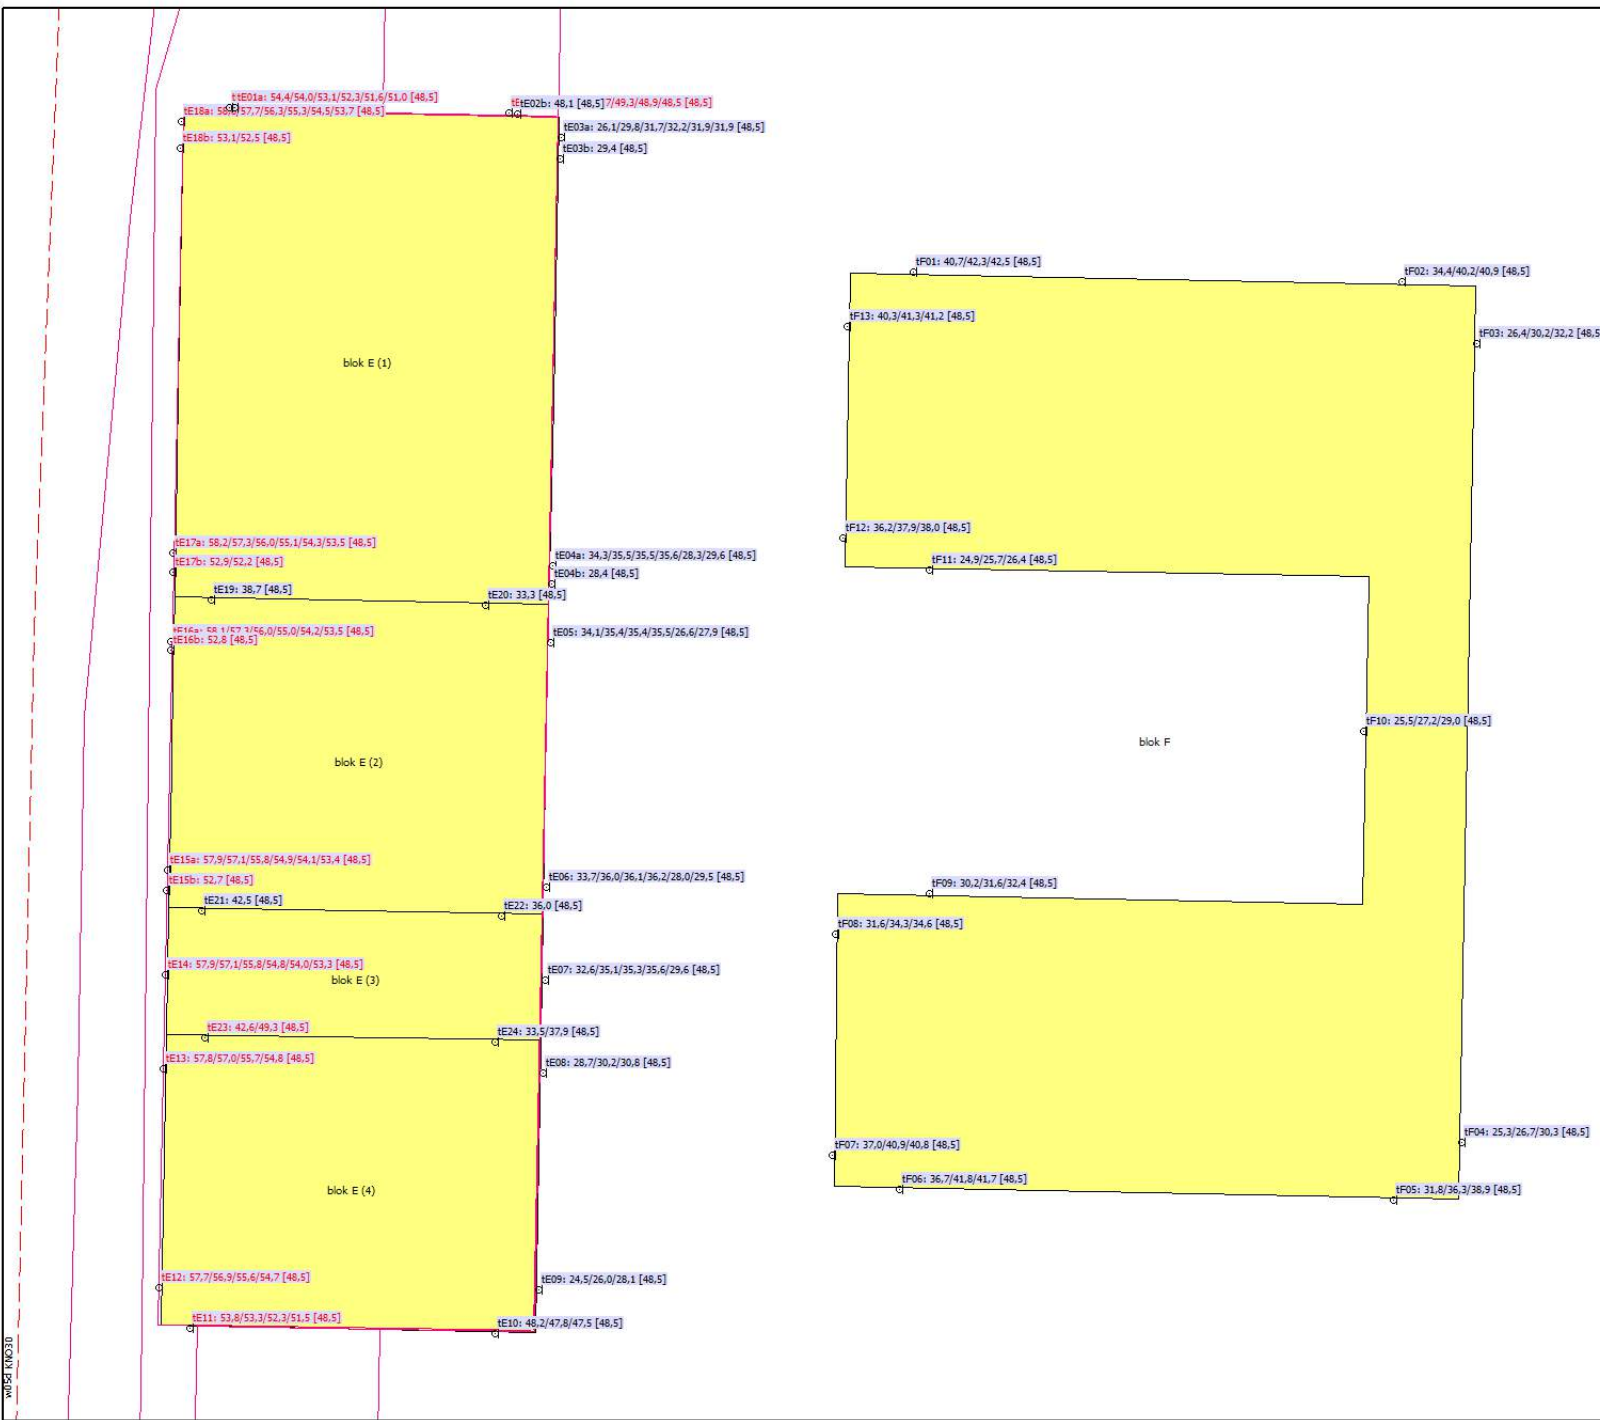 tE01a: 54,4/54,0/53,1/52,3/51,6/51,0 [48,5]
tE02b: 48,1 [48,5]
7/49,3/48,9/48,5 [48,5]
57,7/56,3/55,3/54,5/53,7 [48,5]
tE03a: 26,1/29,8/31,7/32,2/31,9/31,9 [48,5]
tE18b: 53,1/52,5 [48,5]
tE03b: 29,4 [48,5]
tF01: 40,7/42,3/42,5 [48,5]
tF02: 34,4/40,2/40,9 [48,5]
tF13: 40,3/41,3/41,2 [48,5]
tF03: 26,4/30,2/32,2 [48,5
blok E (1)
tF12: 36,2/37,9/38,0 [48,5]
tE17a: 58,2/57,3/56,0/55,1/54,3/53,5 [48,5]
tE04a: 34,3/35,5/35,5/35,6/28,3/29,6 [48,5]
tE17b: 52,9/52,2 [48,5]
tF11: 24,9/25,7/26,4 [48,5]
tE04b: 28,4 [48,5]
tE19: 38,7 [48,5]
tE20: 33,3 [48,5]
tE16a: 58,1/57,3/56,0/55,0/54,2/53,5 [48,5]
tE16b: 52,8 [48,5]
tE05: 34,1/35,4/35,4/35,5/26,6/27,9 [48,5]
tF10: 25,5/27,2/29,0 [48,5]
blok F
blok E (2)
tE15a: 57,9/57,1/55,8/54,9/54,1/53,4 [48,5]
tE15b: 52,7 [48,5]
tE06: 33,7/36,0/36,1/36,2/28,0/29,5 [48,5]
tF09: 30,2/31,6/32,4 [48,5]
tE21: 42,5 [48,5]
tE22: 36,0 [48,5]
tF08: 31,6/34,3/34,6 [48,5]
tE14: 57,9/57,1/55,8/54,8/54,0/53,3 [48,5]
tE07: 32,6/35,1/35,3/35,6/29,6 [48,5]
blok E (3)
tE23: 42,6/49,3 [48,5]
tE24: 33,5/37,9 [48,5]
tE13: 57,8/57,0/55,7/54,8 [48,5]
tE08: 28,7/30,2/30,8 [48,5]
tF04: 25,3/26,7/30,3 [48,5]
tF07: 37,0/40,9/40,8 [48,5]
tF06: 36,7/41,8/41,7 [48,5]
blok E (4)
tF05: 31,8/36,3/38,9 [48,5]
tE12: 57,7/56,9/55,6/54,7 [48,5]
tE09: 24,5/26,0/28,1 [48,5]
tE11: 53,8/53,3/52,3/51,5 [48,5]
tE10: 48,2/47,8/47,5 [48,5]
w05d KNO30